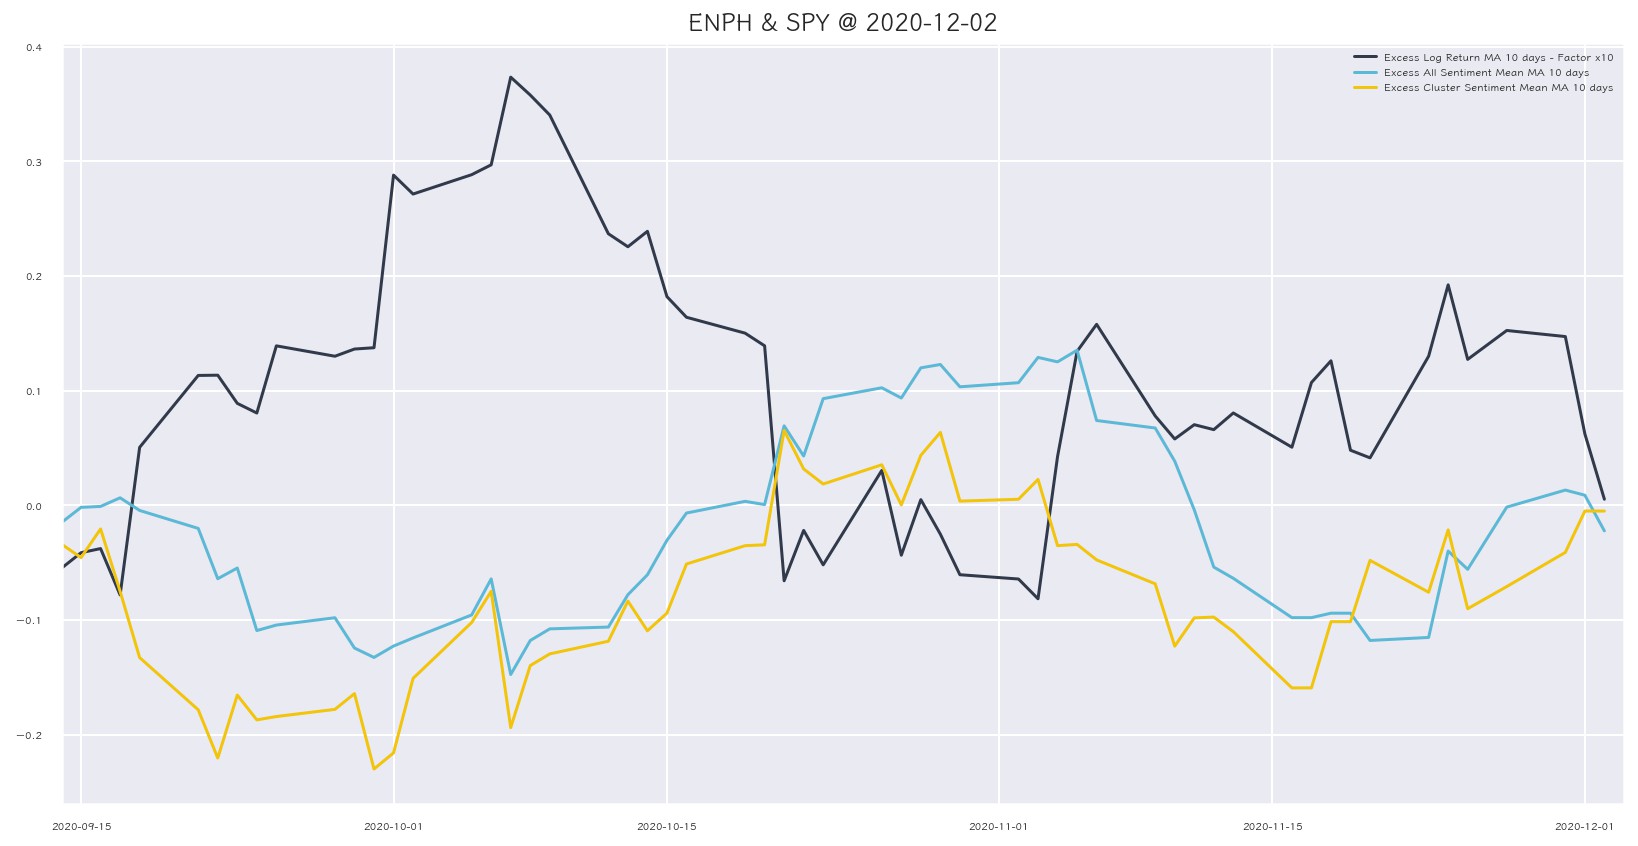 ENPH & SPY @ 2020-12-02
Excess Log Return MA 10 days - Factor x10
Excess All Sentiment Mean MA 10 days
Excess Cluster Sentiment Mean MA 10 days
0.4
0.3
0.2
0.1
0.0
−0.1
−0.2
2020-09-15 2020-10-01 2020-10-15 2020-11-01 2020-11-15 2020-12-01